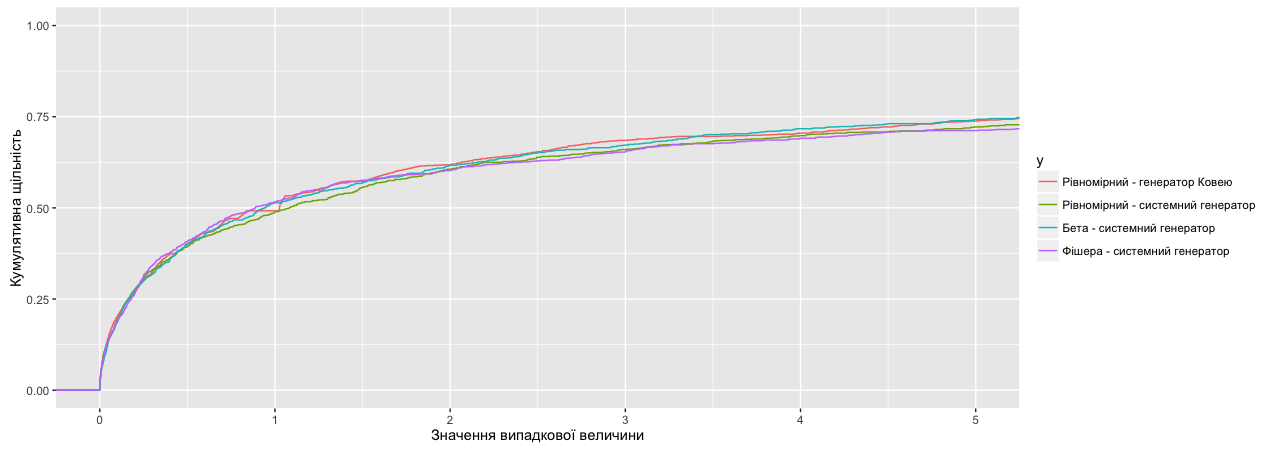 1.00
0.75
0.50
0.25
0.00
Кумулятивна щільність
0
1
2
3
4
5
Значення випадкової величини
y
Рівномірний - генератор Ковею
Рівномірний - системний генератор
Бета - системний генератор
Фішера - системний генератор